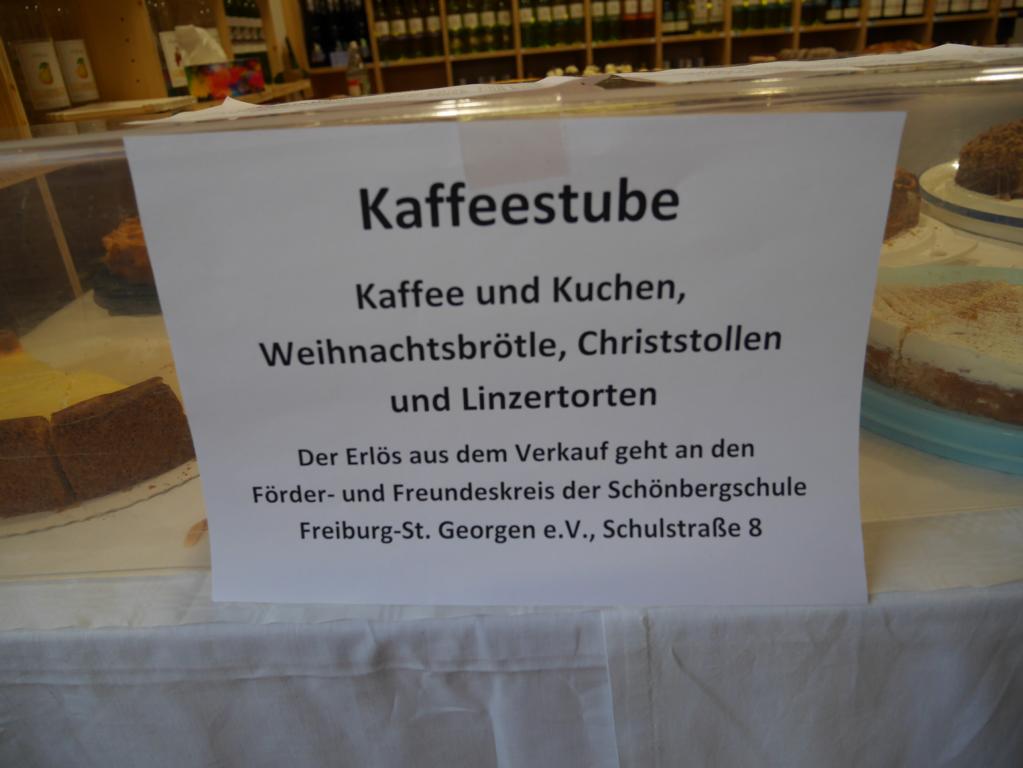 Kaffeestube
Kaffee und Kuchen,
Weihnachtsbrötle, Christstollen
und Linzertorten
Der Erlös aus dem Verkauf geht an den
Förder- und Freundeskreis der Schönbergschule
Freiburg-St. Georgen e.V., Schulstraße 8